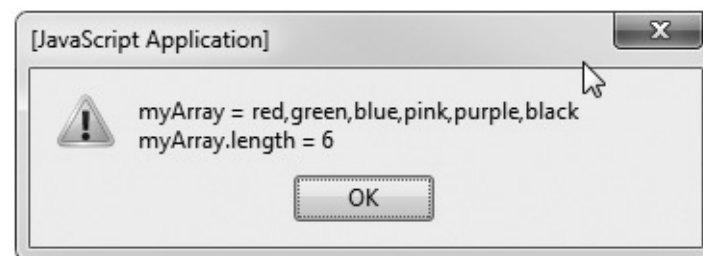 [JavaScript Application]
myArray = red,green,blue,pink,purple,black
myArray.length = 6
OK